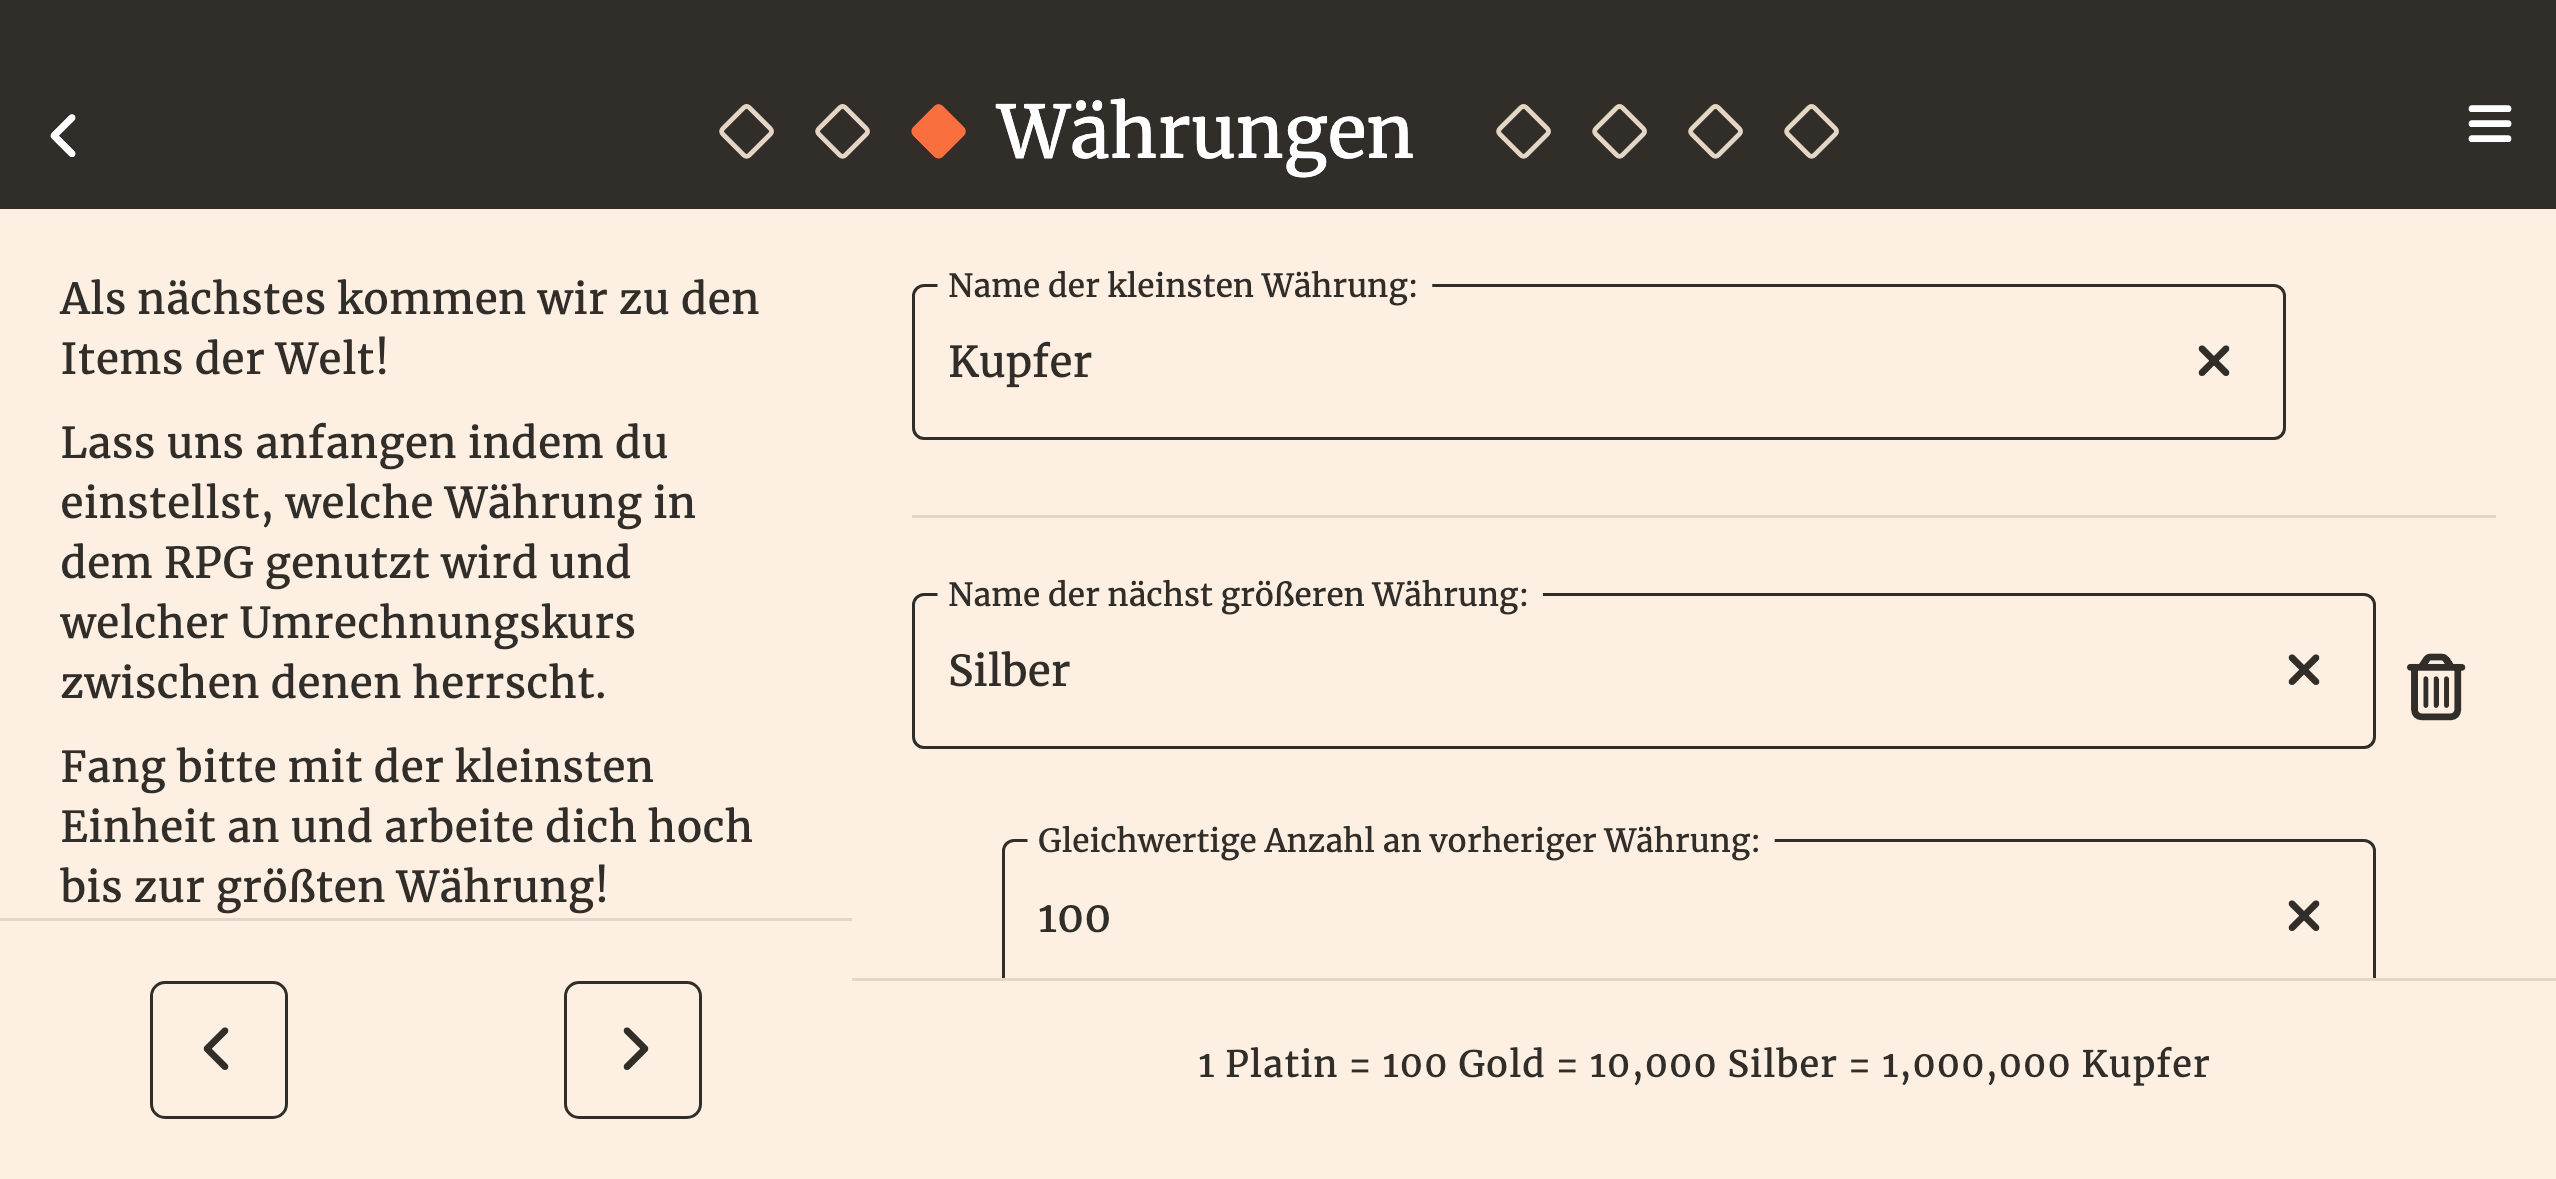 Währungen
Als nächstes kommen wir zu den
Items der Welt!
Lass uns anfangen indem du
einstellst, welche Währung in
dem RPG genutzt wird und
welcher Umrechnungskurs
zwischen denen herrscht.
Fang bitte mit der kleinsten
Einheit an und arbeite dich hoch
bis zur größten Währung!
Name der kleinsten Währung:
Kupfer
Name der nächst größeren Währung:
Silber
Gleichwertige Anzahl an vorheriger Währung:
100
1 Platin = 100 Gold = 10,000 Silber = 1,000,000 Kupfer